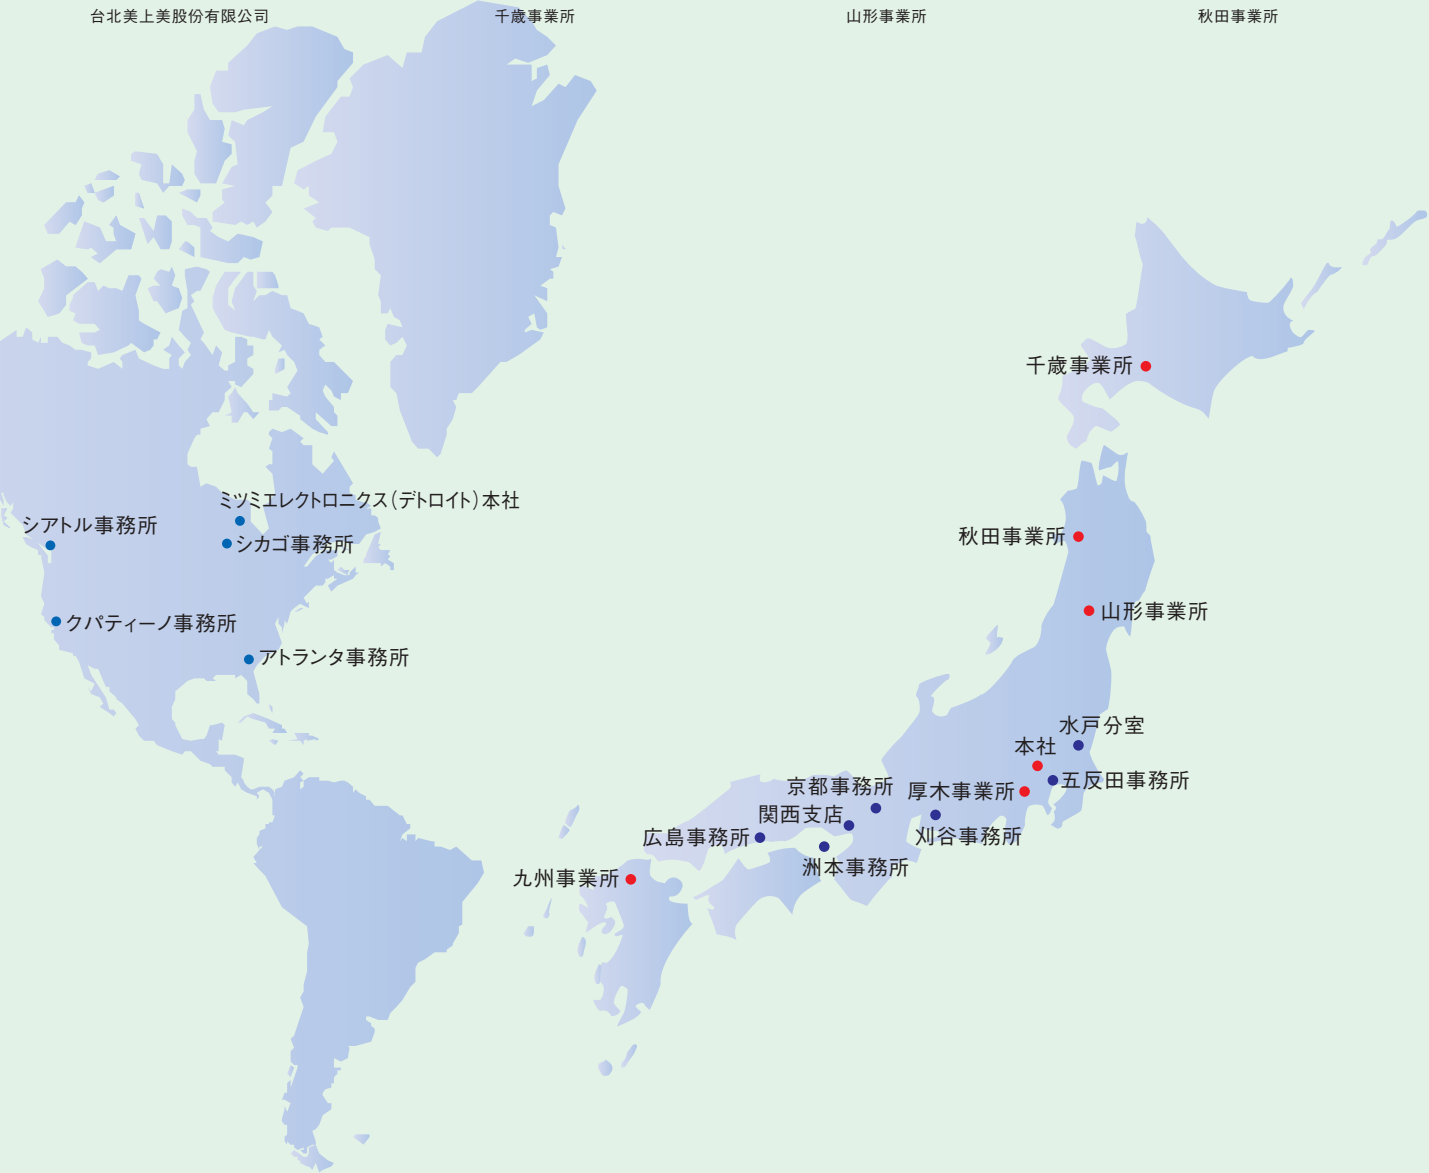 台北美上美股份有限公司
千歳事業所
山形事業所
秋田事業所
千歳事業所
ミツミエレクトロニクス(デトロイト)本社
シアトル事務所
シカゴ事務所
秋田事業所
山形事業所
クパティーノ事務所
アトランタ事務所
水戸分室
本社
五反田事務所
京都事務所
厚木事業所
関西支店
広島事務所
刈谷事務所
洲本事務所
九州事業所